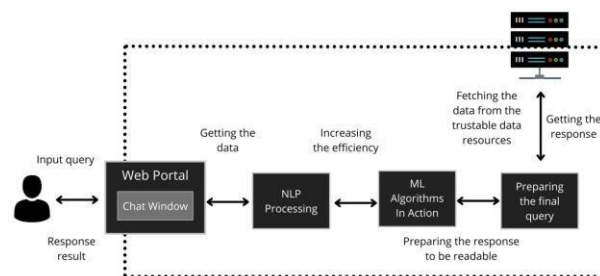 Fetching the
data from the
trustable data
resources
Getting the
response
Getting the
data
Increasing
the efficiency
Input query
Web Portal
Chat Window
NLP
Processing
ML
Algorithms
In Action
Preparing
the final
query
Response
result
Preparing the response
to be readable